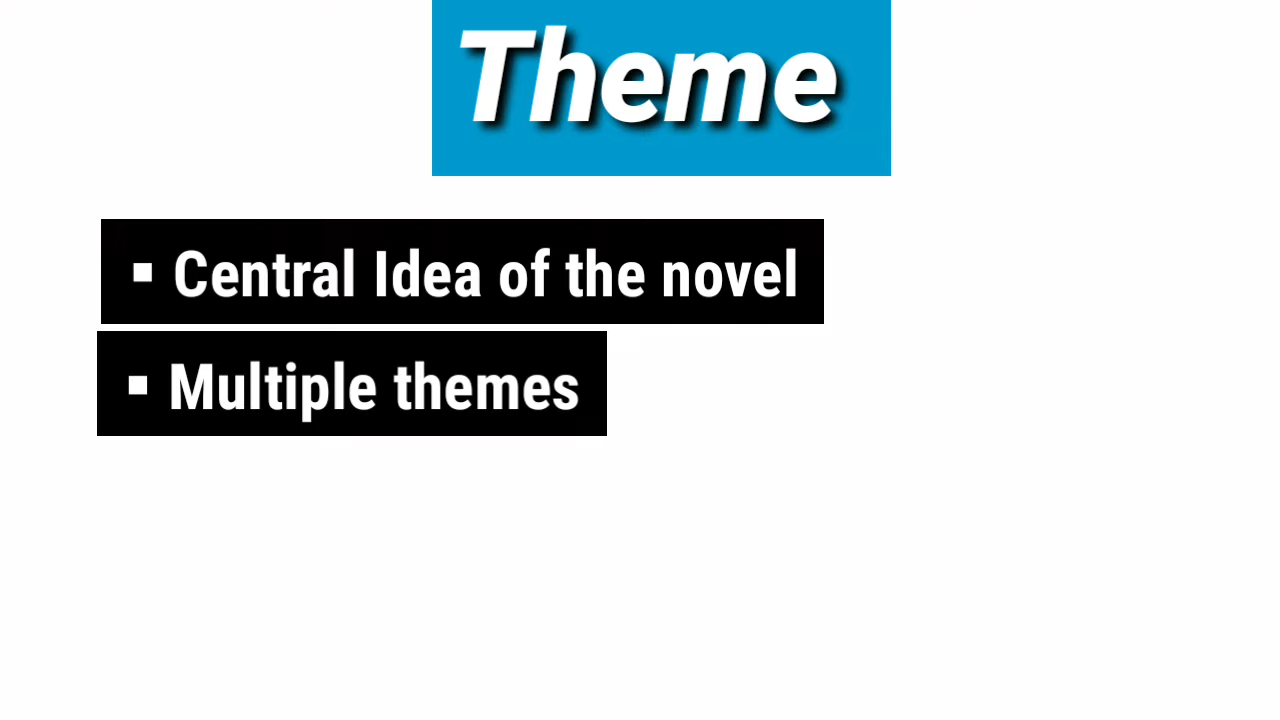 Theme
▪ Central Idea of the novel
▪ Multiple themes